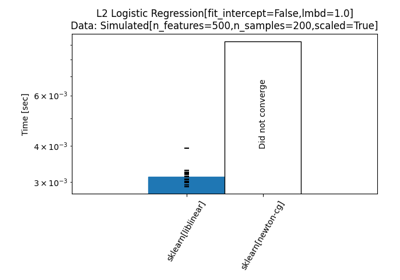 L2 Logistic Regression[fit_intercept=False,lmbd=1.0]
Data: Simulated[n_features=500,n_samples=200,scaled=True]
Time [sec]
6 × 10⁻³
4 × 10⁻³
3 × 10⁻³
Did not converge
sklearn[liblinear]
sklearn[newton-cg]